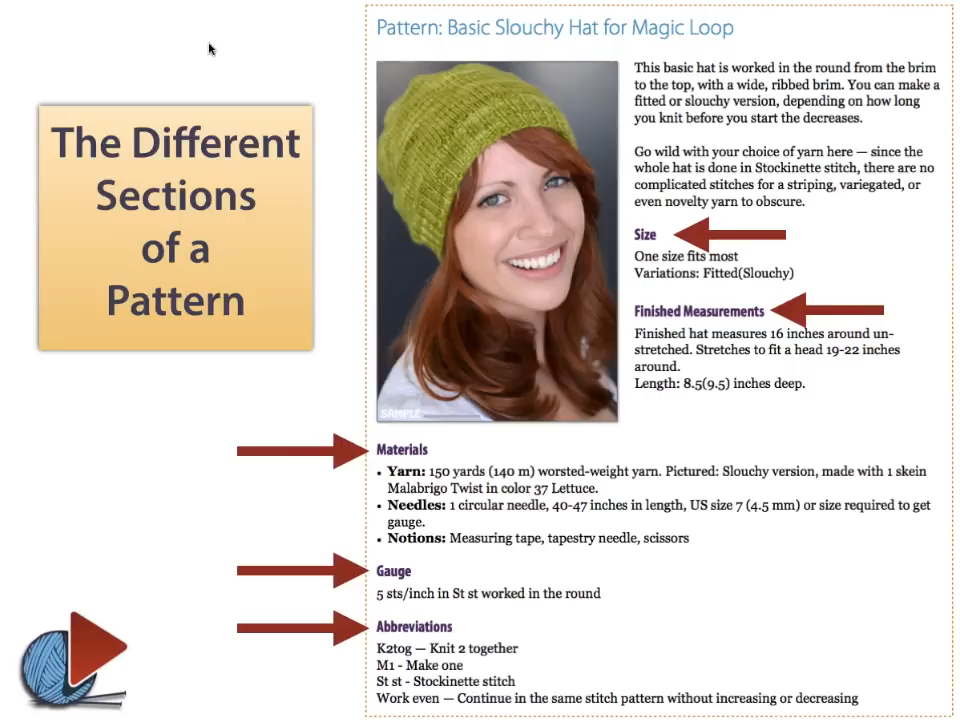 Pattern: Basic Slouchy Hat for Magic Loop
The Different
Sections
of a
Pattern
This basic hat is worked in the round from the brim
to the top, with a wide, ribbed brim. You can make a
fitted or slouchy version, depending on how long
you knit before you start the decreases.
Go wild with your choice of yarn here — since the
whole hat is done in Stockinette stitch, there are no
complicated stitches for a striping, variegated, or
even novelty yarn to obscure.
Size
One size fits most
Variations: Fitted(Slouchy)
Finished Measurements
Finished hat measures 16 inches around un-
stretched. Stretches to fit a head 19-22 inches
around.
Length: 8.5(9.5) inches deep.
SAMPLE
Materials
• Yarn: 150 yards (140 m) worsted-weight yarn. Pictured: Slouchy version, made with 1 skein
Malabrigo Twist in color 37 Lettuce.
• Needles: 1 circular needle, 40-47 inches in length, US size 7 (4.5 mm) or size required to get
gauge.
• Notions: Measuring tape, tapestry needle, scissors
Gauge
5 sts/inch in St st worked in the round
Abbreviations
K2tog — Knit 2 together
M1 - Make one
St st - Stockinette stitch
Work even — Continue in the same stitch pattern without increasing or decreasing